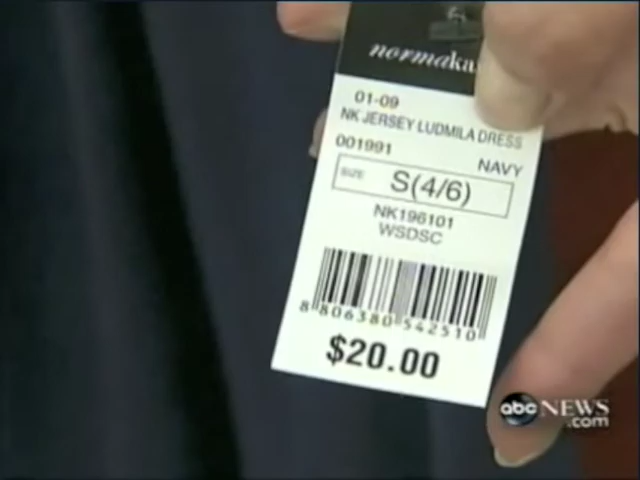 normaka
01-09
NK JERSEY LUDMILA DRESS
001991 NAVY
SIZE S(4/6)
NK196101
WSDSC
8 806380 542510
$20.00
abc NEWS
.com